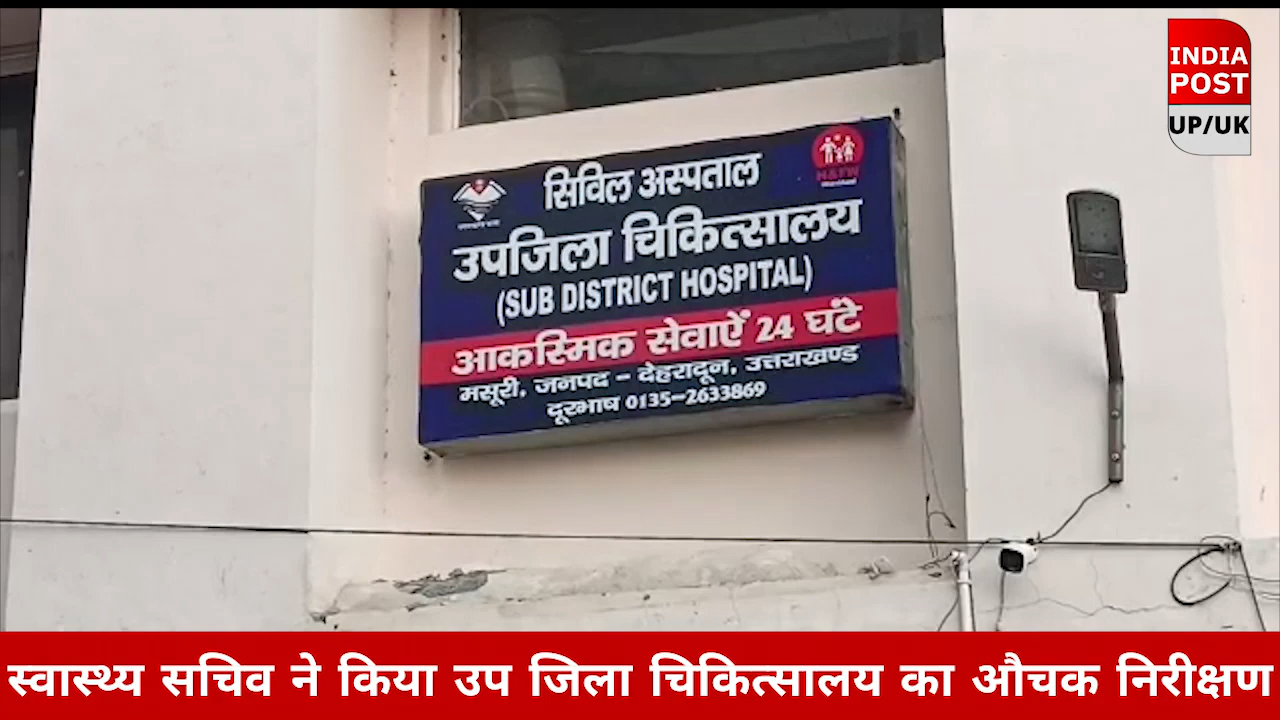 INDIA
POST
UP/UK
सिविल अस्पताल
उपजिला चिकित्सालय
(SUB DISTRICT HOSPITAL)
आकस्मिक सेवाऐं 24 घंटे
मसूरी, जनपद - देहरादून, उत्तराखण्ड
दूरभाष 0135-2633869
H&FW
स्वास्थ्य सचिव ने किया उप जिला चिकित्सालय का औचक निरीक्षण